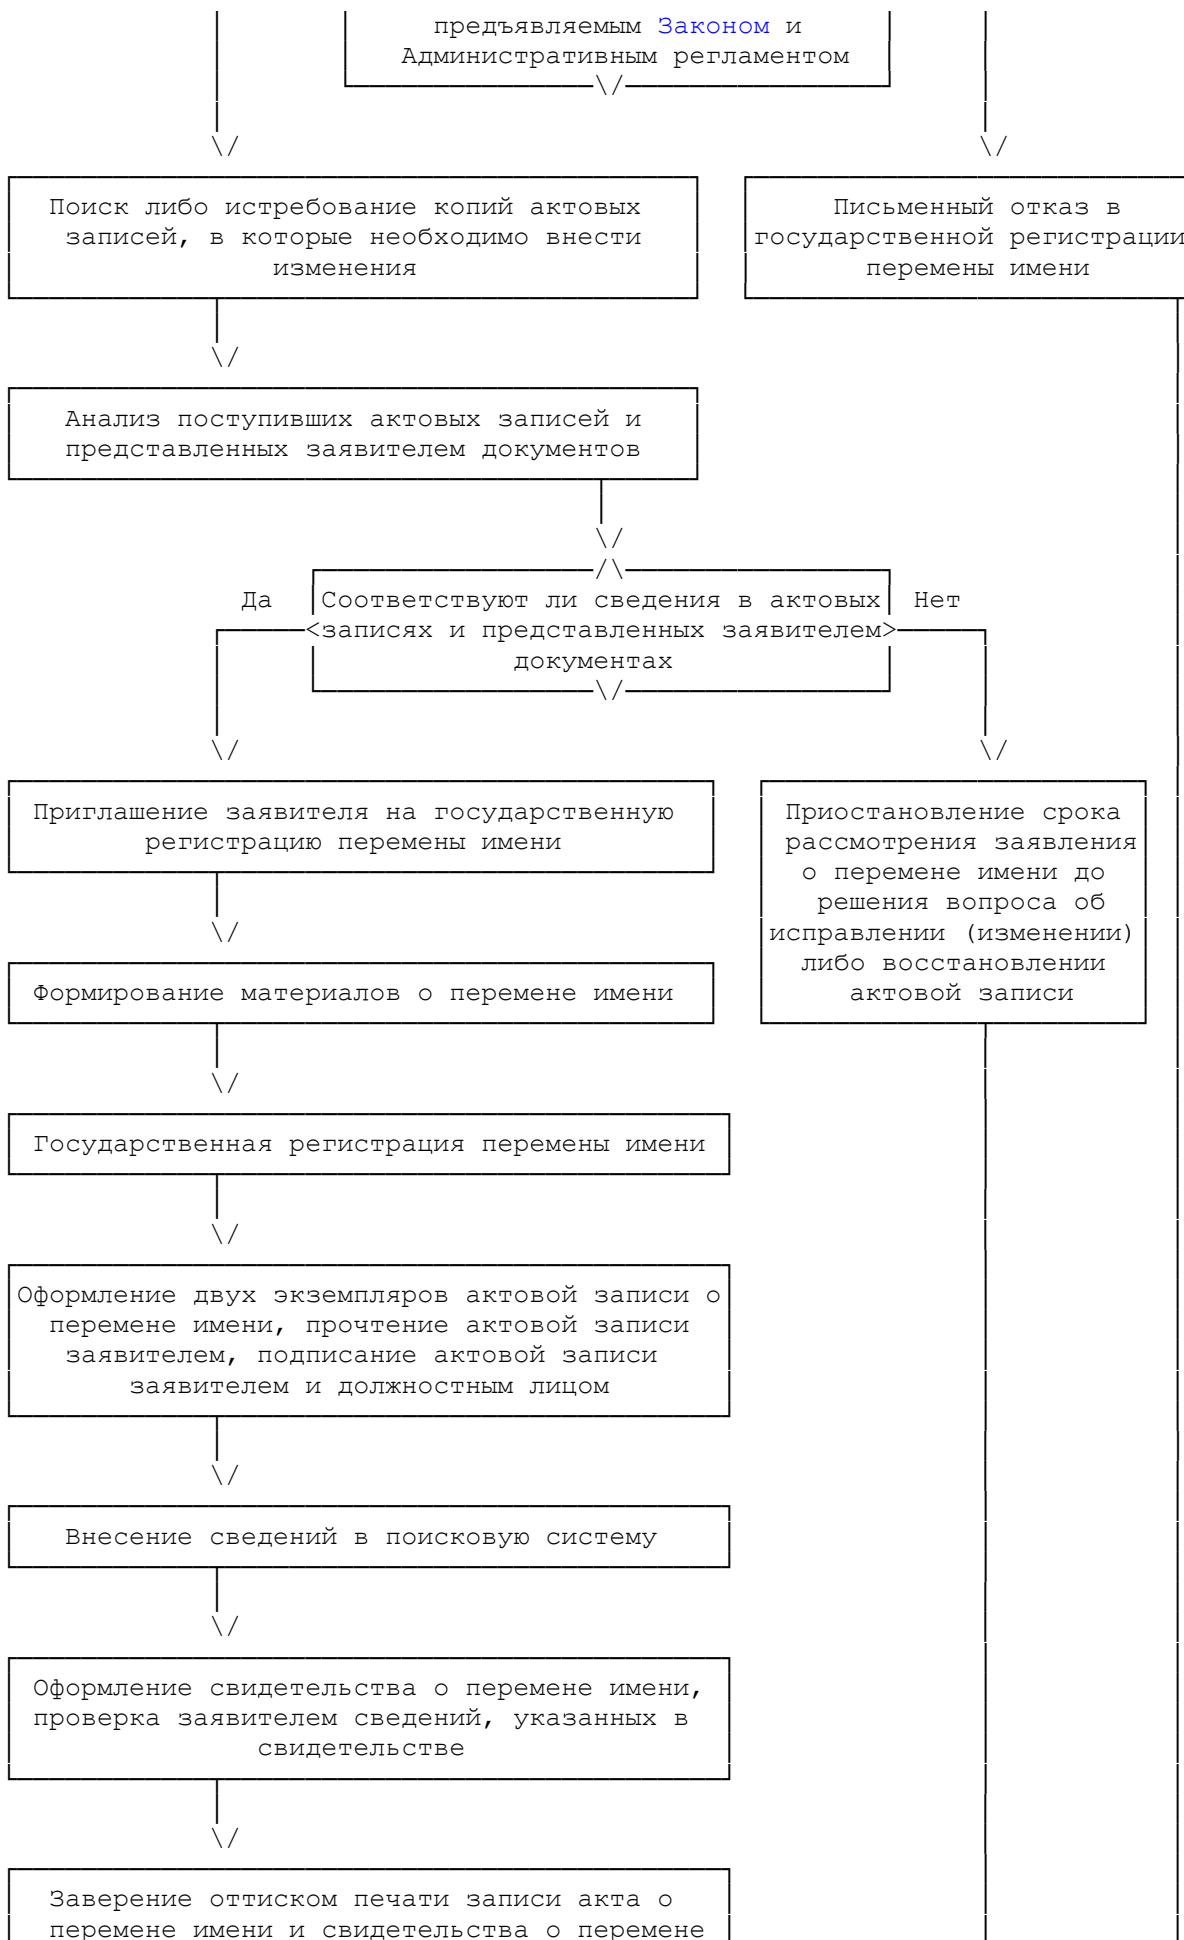 предъявляемым Законом и
Административным регламентом
Поиск либо истребование копий актовых
записей, в которые необходимо внести
изменения
Письменный отказ в
государственной регистрации
перемены имени
Анализ поступивших актовых записей и
представленных заявителем документов
Да
Соответствуют ли сведения в актовых
записях и представленных заявителем
документах
Нет
Приглашение заявителя на государственную
регистрацию перемены имени
Приостановление срока
рассмотрения заявления
о перемене имени до
решения вопроса об
исправлении (изменении)
либо восстановлении
актовой записи
Формирование материалов о перемене имени
Государственная регистрация перемены имени
Оформление двух экземпляров актовой записи о
перемене имени, прочтение актовой записи
заявителем, подписание актовой записи
заявителем и должностным лицом
Внесение сведений в поисковую систему
Оформление свидетельства о перемене имени,
проверка заявителем сведений, указанных в
свидетельстве
Заверение оттиском печати записи акта о
перемене имени и свидетельства о перемене